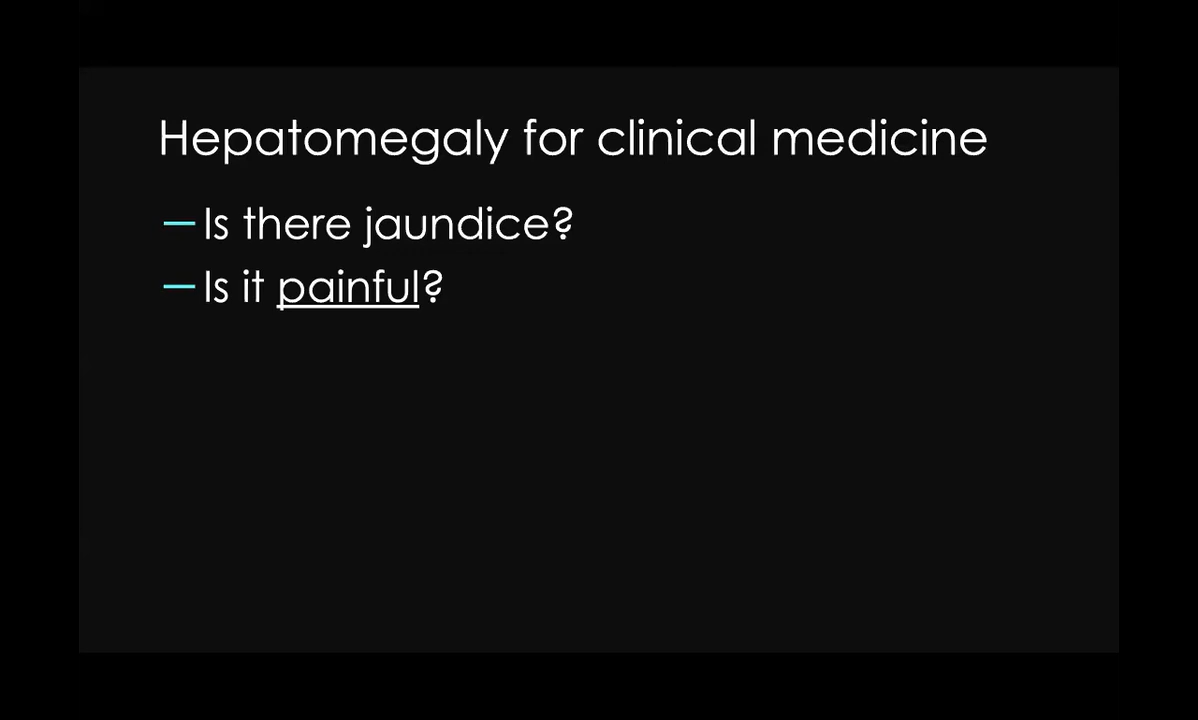 Hepatomegaly for clinical medicine
– Is there jaundice?
– Is it painful?